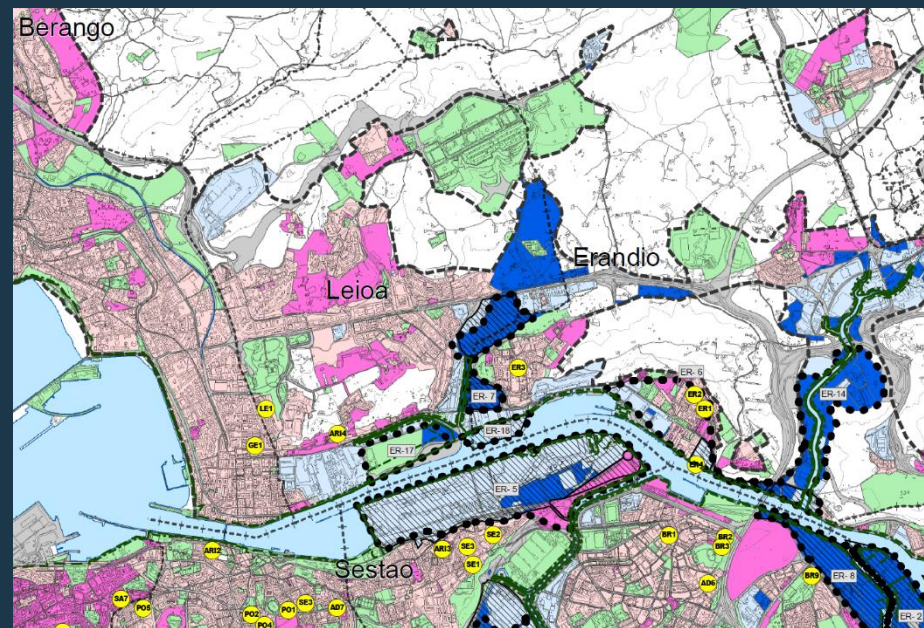 Berango
Erandio
Leioa
ER3
ER- 6
ER- 7
ER2
ER1
ER-14
LE1
ARI4
GE1
ER-18
ER-17
ER4
ER- 5
ARI2
ARI3
SE3
SE2
SE1
BR1
BR2
BR3
Sestao
AD6
BR9
ER- 8
SA7
PO5
PO2
PO1
SE3
AD7
PO4